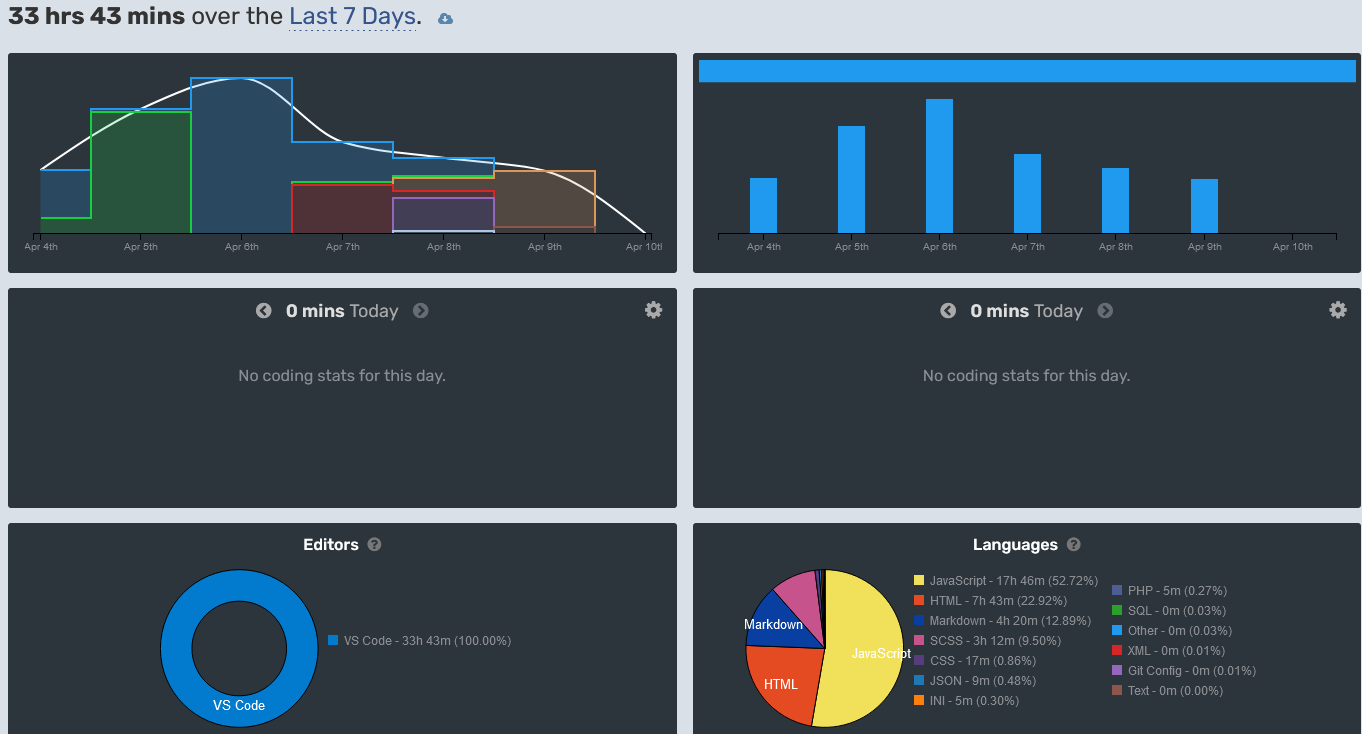 33 hrs 43 mins over the Last 7 Days.
Apr 4th Apr 5th Apr 6th Apr 7th Apr 8th Apr 9th Apr 10t
Apr 4th Apr 5th Apr 6th Apr 7th Apr 8th Apr 9th Apr 10th
0 mins Today
No coding stats for this day.
0 mins Today
No coding stats for this day.
Editors ?
VS Code
VS Code - 33h 43m (100.00%)
Languages ?
Markdown
JavaScript
HTML
JavaScript - 17h 46m (52.72%)
HTML - 7h 43m (22.92%)
Markdown - 4h 20m (12.89%)
SCSS - 3h 12m (9.50%)
CSS - 17m (0.86%)
JSON - 9m (0.48%)
INI - 5m (0.30%)
PHP - 5m (0.27%)
SQL - 0m (0.03%)
Other - 0m (0.03%)
XML - 0m (0.01%)
Git Config - 0m (0.01%)
Text - 0m (0.00%)